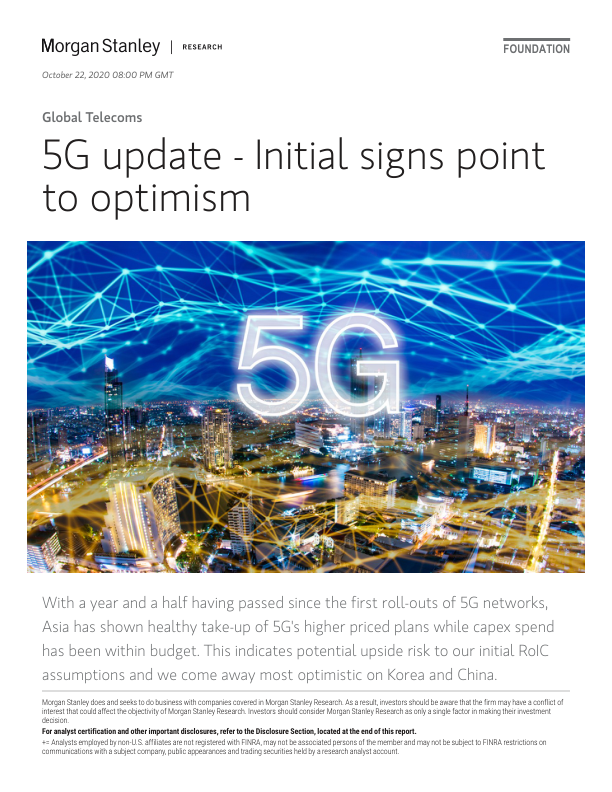 Morgan Stanley | RESEARCH
FOUNDATION
October 22, 2020 08:00 PM GMT
Global Telecoms
5G update - Initial signs point
to optimism
5G
With a year and a half having passed since the first roll-outs of 5G networks,
Asia has shown healthy take-up of 5G's higher priced plans while capex spend
has been within budget. This indicates potential upside risk to our initial RoIC
assumptions and we come away most optimistic on Korea and China.
Morgan Stanley does and seeks to do business with companies covered in Morgan Stanley Research. As a result, investors should be aware that the firm may have a conflict of
interest that could affect the objectivity of Morgan Stanley Research. Investors should consider Morgan Stanley Research as only a single factor in making their investment
decision.
For analyst certification and other important disclosures, refer to the Disclosure Section, located at the end of this report.
+= Analysts employed by non-U.S. affiliates are not registered with FINRA, may not be associated persons of the member and may not be subject to FINRA restrictions on
communications with a subject company, public appearances and trading securities held by a research analyst account.